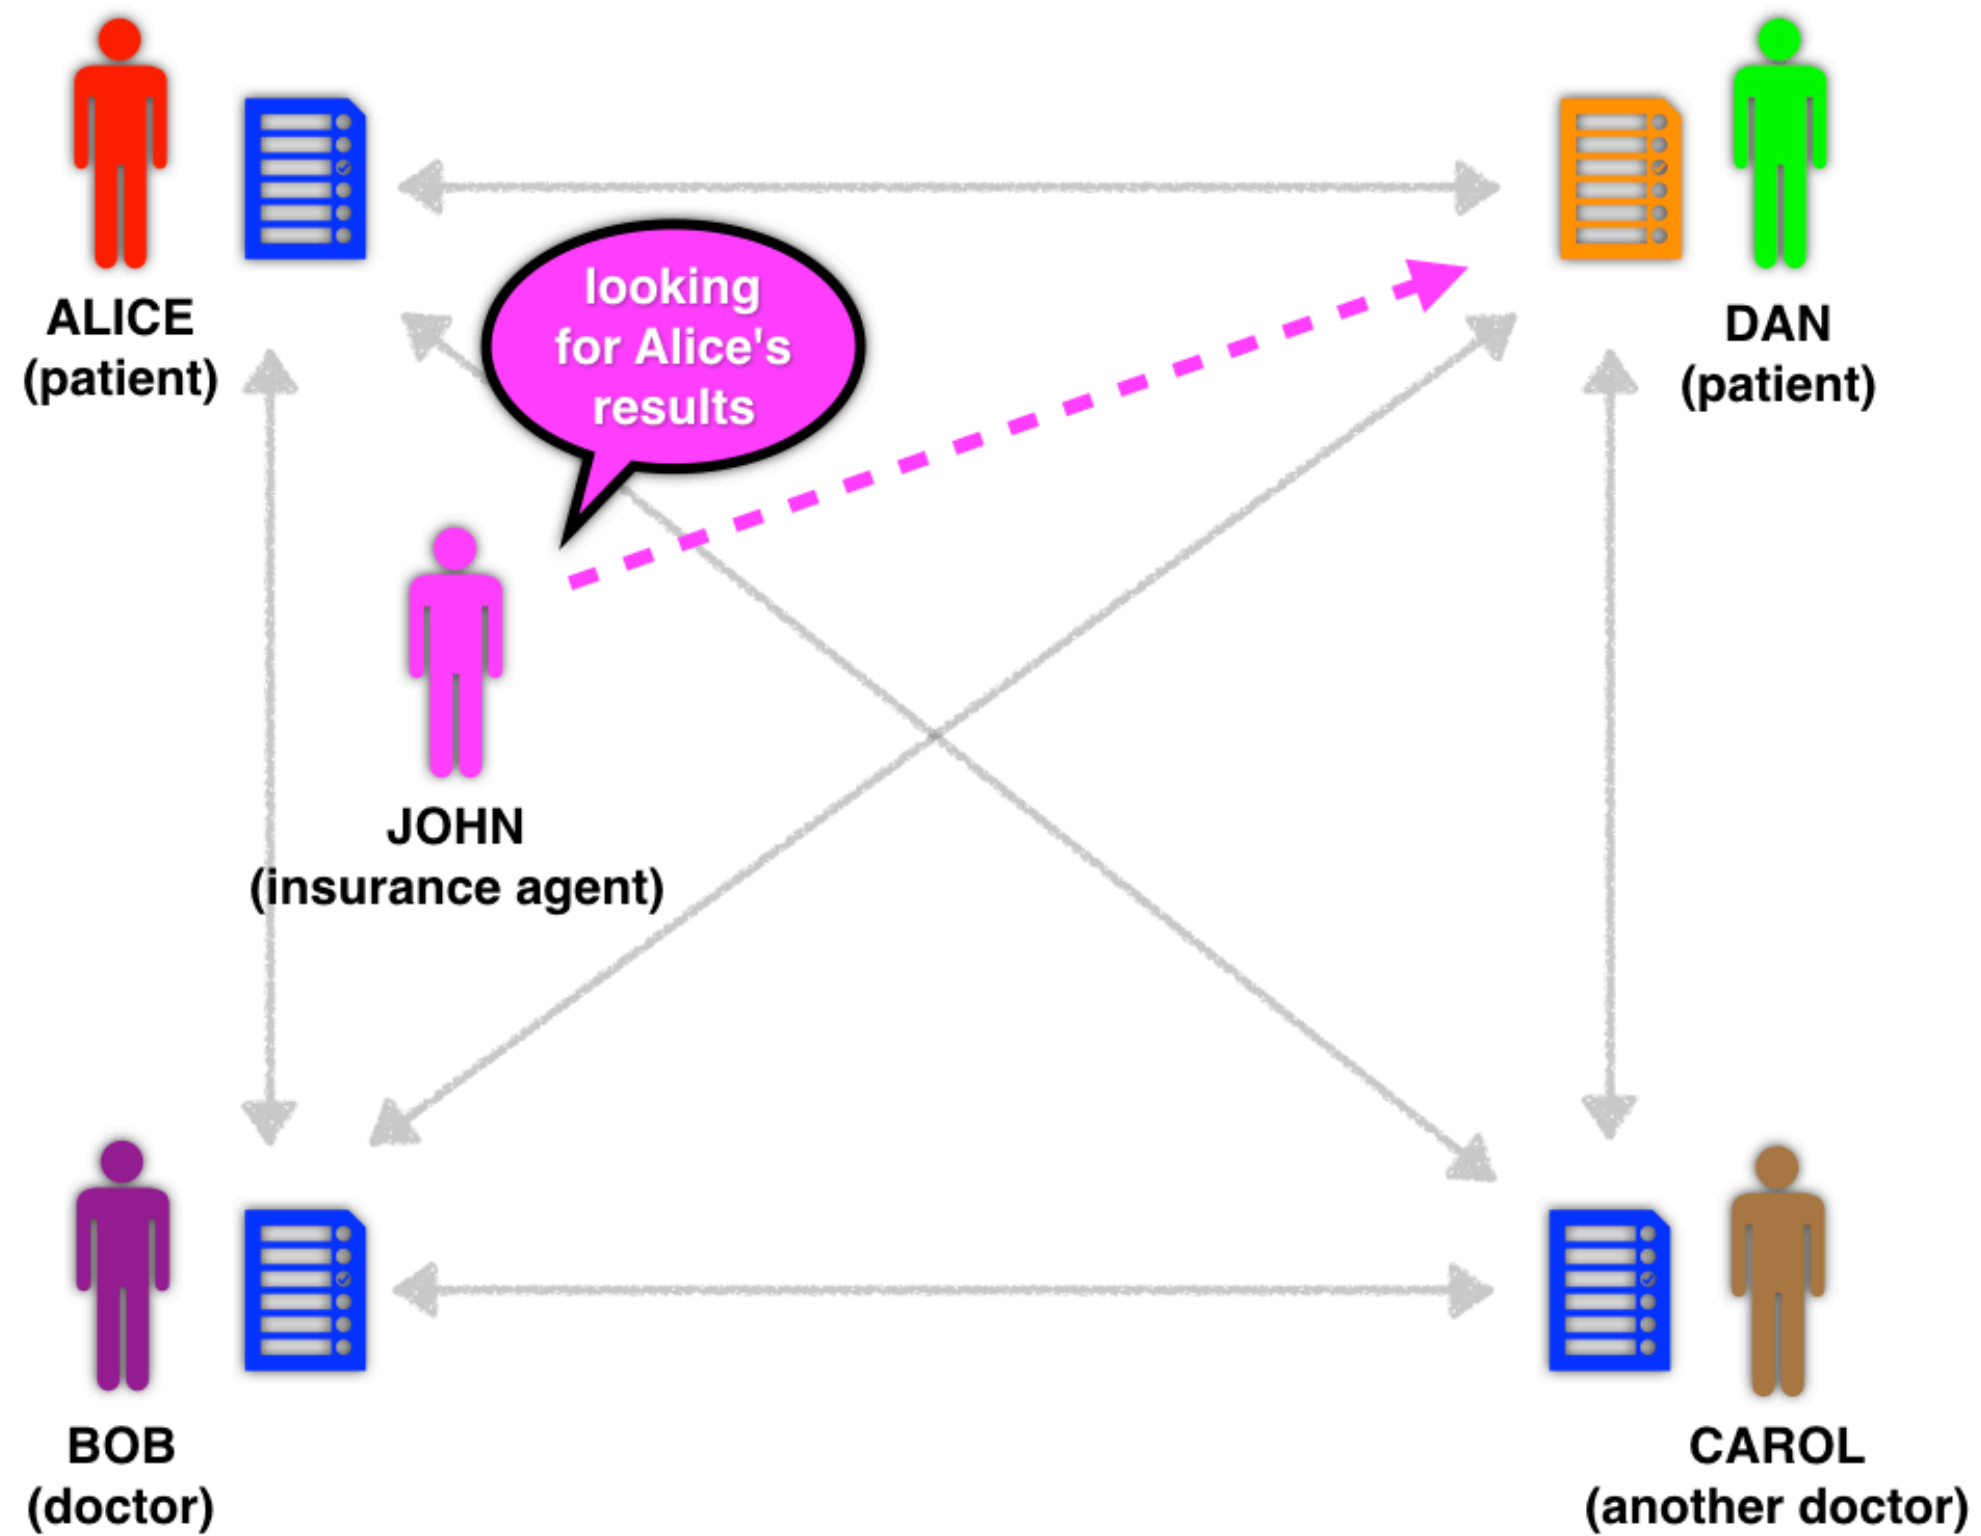 ALICE
(patient)
looking
for Alice's
results
DAN
(patient)
JOHN
(insurance agent)
BOB
(doctor)
CAROL
(another doctor)